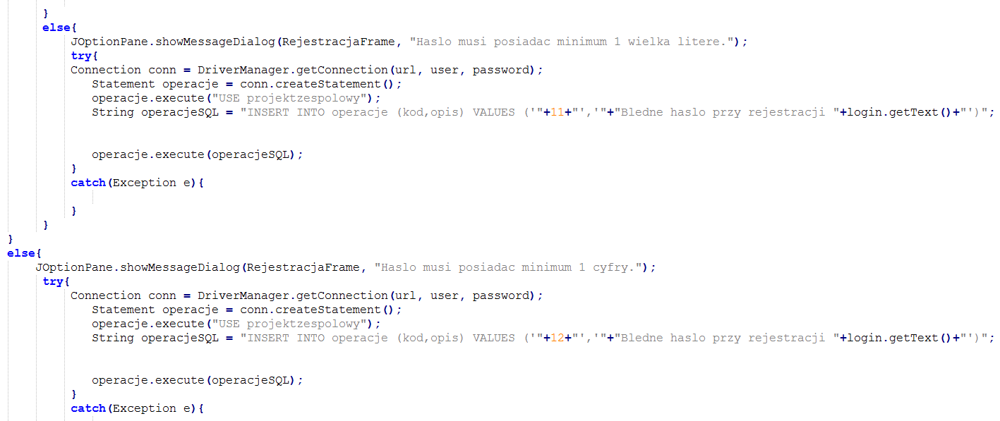 }
else{
JOptionPane.showMessageDialog(RejestracjaFrame, "Haslo musi posiadac minimum 1 wielka litere.");
try{
Connection conn = DriverManager.getConnection(url, user, password);
Statement operacje = conn.createStatement();
operacje.execute("USE projektzespolowy");
String operacjeSQL = "INSERT INTO operacje (kod,opis) VALUES ('"+11+"','"+"Bledne haslo przy rejestracji "+login.getText()+"')";
operacje.execute(operacjeSQL);
}
catch(Exception e){
}
}
}
else{
JOptionPane.showMessageDialog(RejestracjaFrame, "Haslo musi posiadac minimum 1 cyfry.");
try{
Connection conn = DriverManager.getConnection(url, user, password);
Statement operacje = conn.createStatement();
operacje.execute("USE projektzespolowy");
String operacjeSQL = "INSERT INTO operacje (kod,opis) VALUES ('"+12+"','"+"Bledne haslo przy rejestracji "+login.getText()+"')";
operacje.execute(operacjeSQL);
}
catch(Exception e){